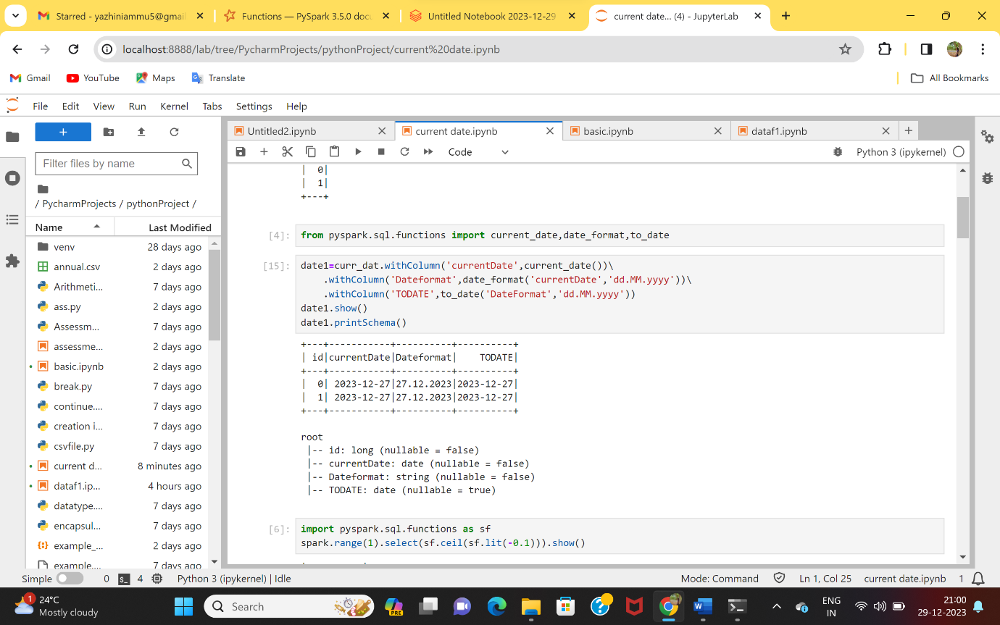 Starred - yazhiniammu5@gmail
Functions — PySpark 3.5.0 docu
Untitled Notebook 2023-12-29
current date... (4) - JupyterLab
localhost:8888/lab/tree/PycharmProjects/pythonProject/current%20date.ipynb
Gmail YouTube Maps Translate All Bookmarks
File Edit View Run Kernel Tabs Settings Help
Untitled2.ipynb current date.ipynb basic.ipynb dataf1.ipynb
Code Python 3 (ipykernel)
Filter files by name
/ PycharmProjects / pythonProject /
Name Last Modified
venv 28 days ago
annual.csv 2 days ago
Arithmeti... 7 days ago
ass.py 2 days ago
Assessm... 7 days ago
assessme... 2 days ago
basic.ipynb 2 days ago
break.py 7 days ago
continue.... 7 days ago
creation i... 7 days ago
csvfile.py 7 days ago
current d... 8 minutes ago
dataf1.ip... 4 hours ago
datatype.... 7 days ago
encapsul... 7 days ago
example_... 2 days ago
example.... 7 days ago
| 0|
| 1|
+---+
[4]: from pyspark.sql.functions import current_date,date_format,to_date
[15]: date1=curr_dat.withColumn('currentDate',current_date())\
.withColumn('Dateformat',date_format('currentDate','dd.MM.yyyy'))\
.withColumn('TODATE',to_date('DateFormat','dd.MM.yyyy'))
date1.show()
date1.printSchema()
+---+-----------+----------+----------+
| id|currentDate|Dateformat|    TODATE|
+---+-----------+----------+----------+
|  0| 2023-12-27|27.12.2023|2023-12-27|
|  1| 2023-12-27|27.12.2023|2023-12-27|
+---+-----------+----------+----------+
root
|-- id: long (nullable = false)
|-- currentDate: date (nullable = false)
|-- Dateformat: string (nullable = false)
|-- TODATE: date (nullable = true)
[6]: import pyspark.sql.functions as sf
spark.range(1).select(sf.ceil(sf.lit(-0.1))).show()
Simple 0 $_ 4 Python 3 (ipykernel) | Idle Mode: Command Ln 1, Col 25 current date.ipynb 1
1 24°C
Mostly cloudy
Search
PRE
ENG
IN
21:00
29-12-2023